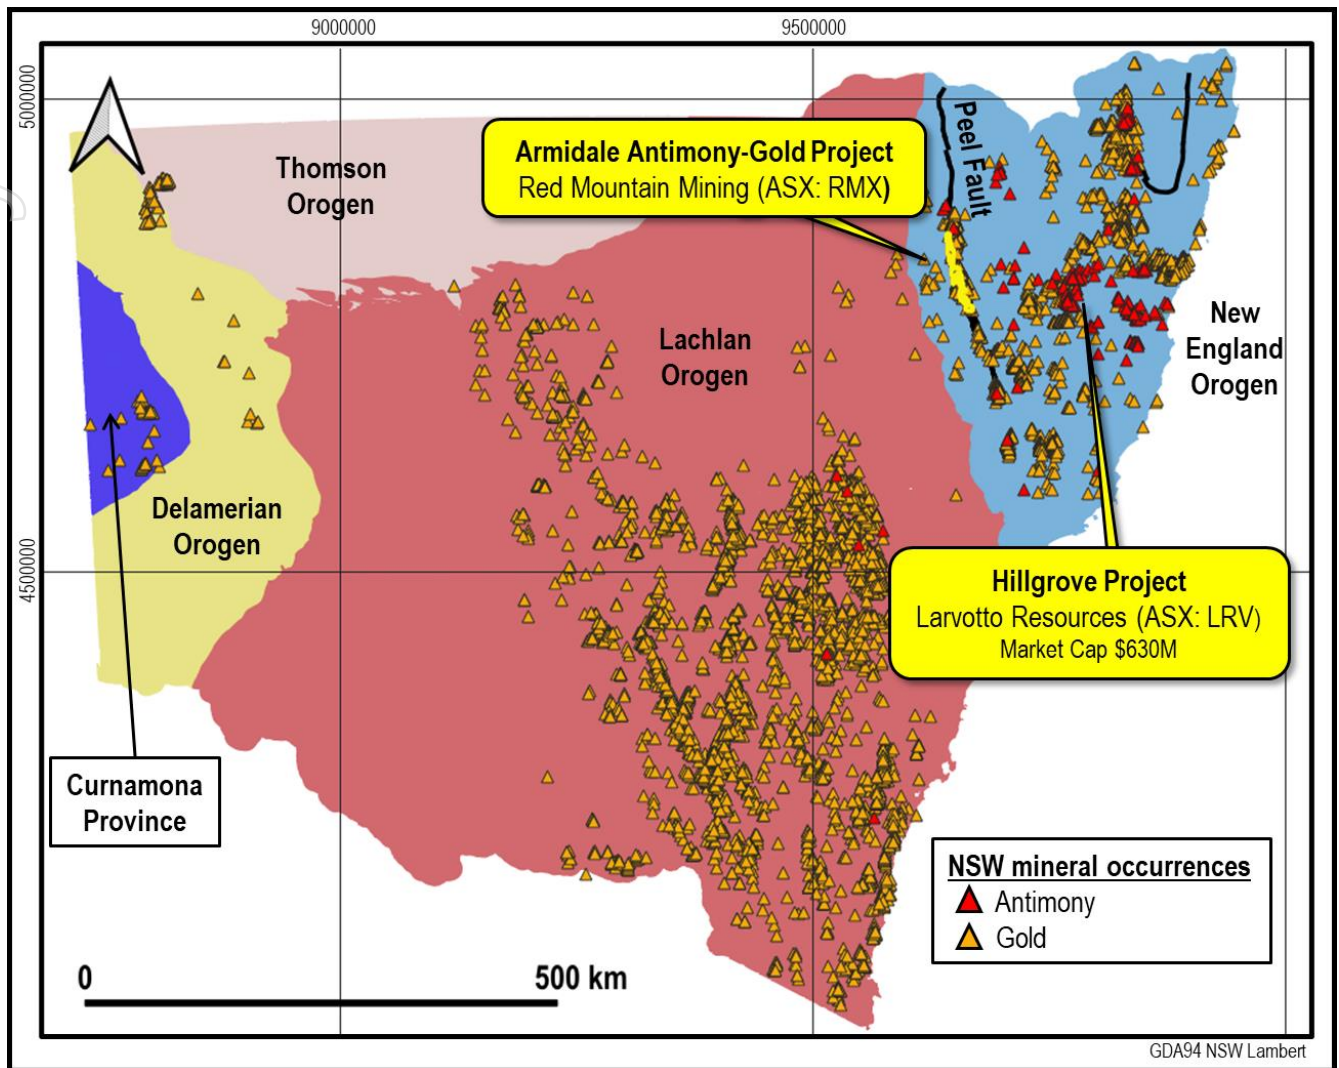 9000000
9500000
5000000
4500000
Thomson
Orogen
Armidale Antimony-Gold Project
Red Mountain Mining (ASX: RMX)
Peel Fault
Lachlan
Orogen
New
England
Orogen
Delamerian
Orogen
Hillgrove Project
Larvotto Resources (ASX: LRV)
Market Cap $630M
Curnamona
Province
NSW mineral occurrences
Antimony
Gold
0
500 km
GDA94 NSW Lambert